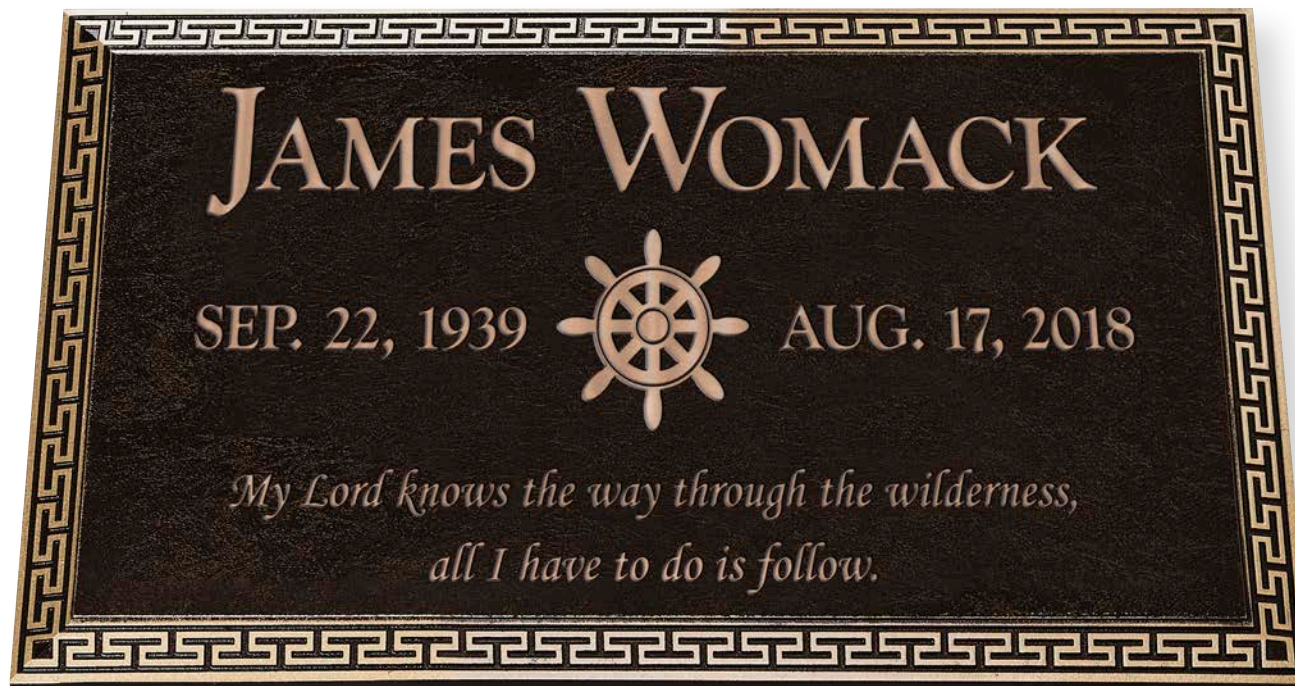 JAMES WOMACK
SEP. 22, 1939 AUG. 17, 2018
My Lord knows the way through the wilderness,
all I have to do is follow.